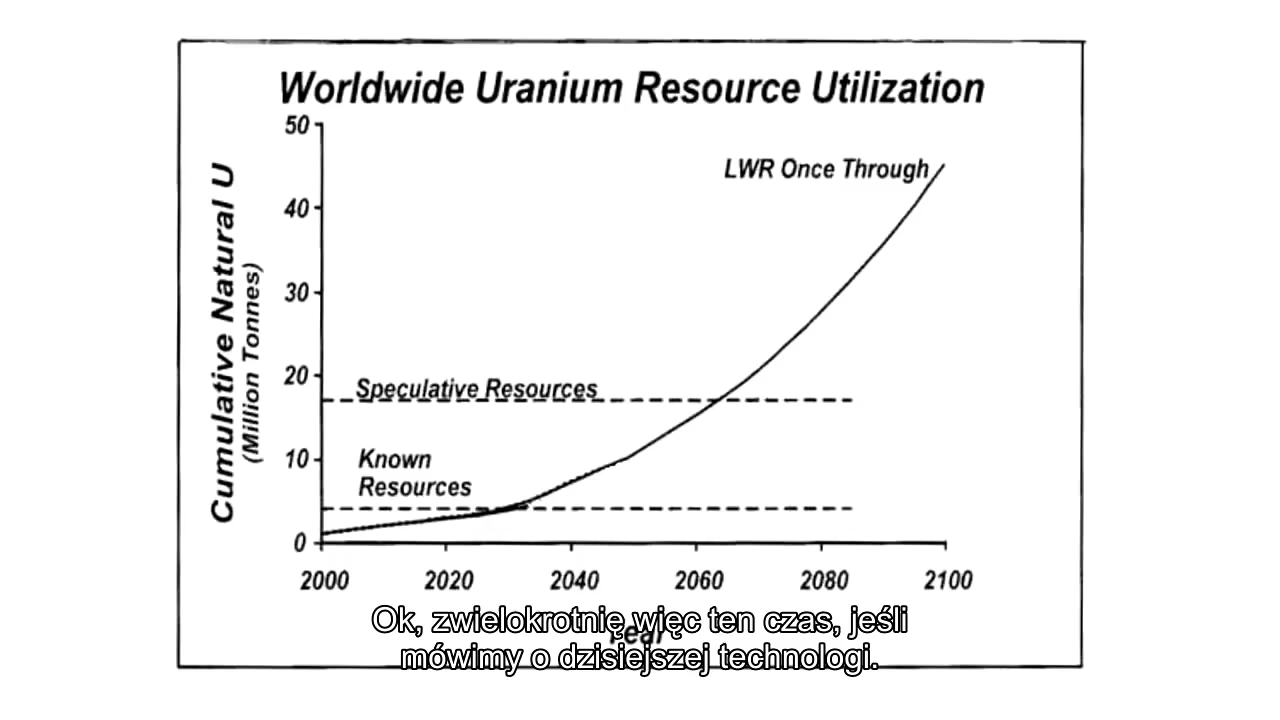 Worldwide Uranium Resource Utilization
50
40
30
20
10
0
Cumulative Natural U
(Million Tonnes)
LWR Once Through
Speculative Resources
Known
Resources
2000 2020 2040 2060 2080 2100
Year
Ok, zwielokrotnię więc ten czas, jeśli
mówimy o dzisiejszej technologi.